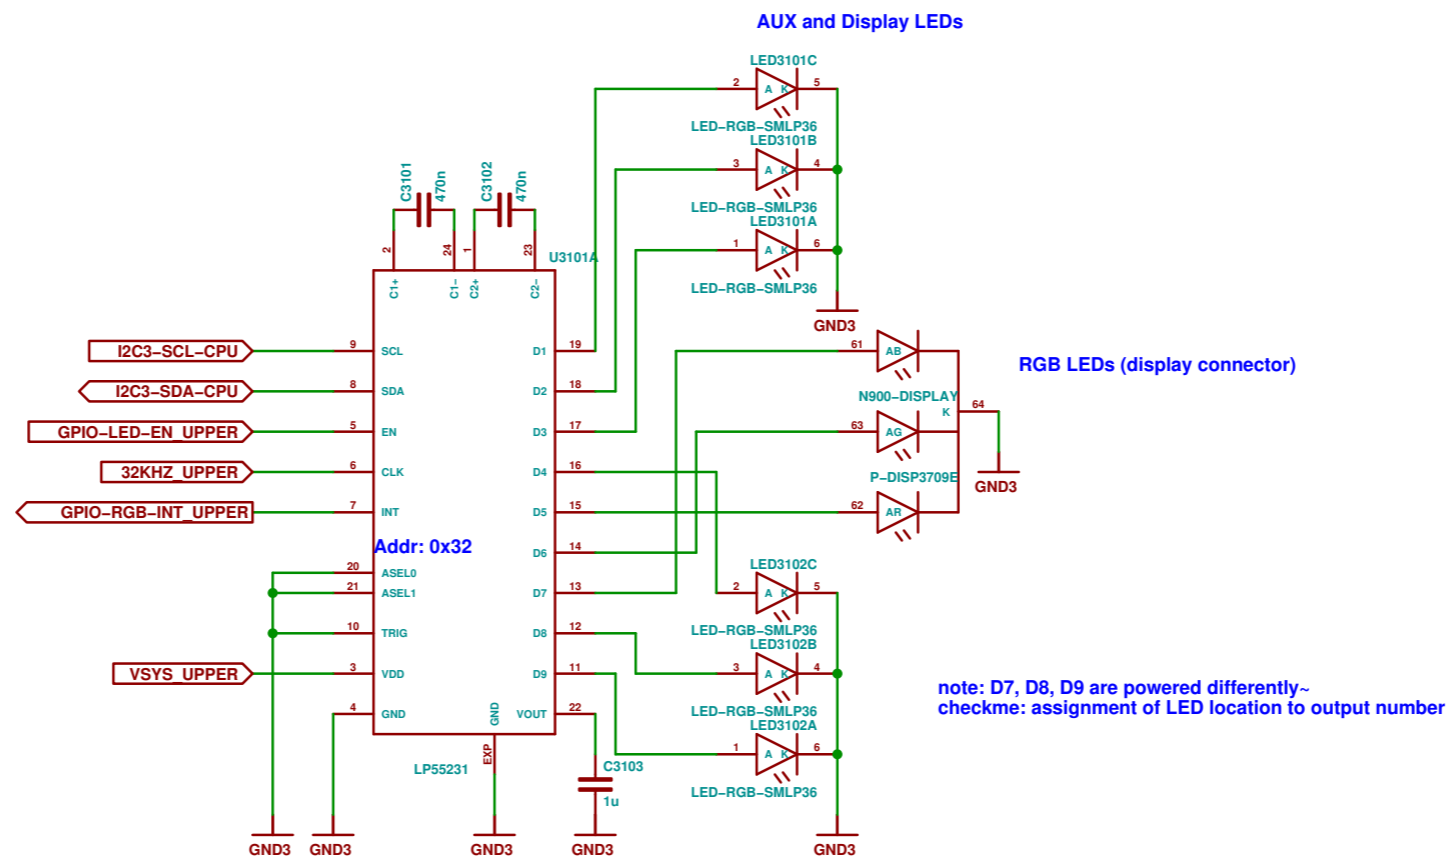 AUX and Display LEDs
LED3101C
2
A
K
5
LED-RGB-SMLP36
LED3101B
3
A
K
4
LED-RGB-SMLP36
LED3101A
1
A
K
6
LED-RGB-SMLP36
GND3
C3101
470n
C3102
470n
2
24
1
23
U3101A
C1+
C1-
C2+
C2-
I2C3-SCL-CPU
9
SCL
D1
19
I2C3-SDA-CPU
8
SDA
D2
18
GPIO-LED-EN_UPPER
5
EN
D3
17
32KHZ_UPPER
6
CLK
D4
16
GPIO-RGB-INT_UPPER
7
INT
D5
15
Addr: 0x32
D6
14
20
ASEL0
21
ASEL1
D7
13
10
TRIG
D8
12
VSYS_UPPER
3
VDD
D9
11
4
GND
GND
VOUT
22
EXP
LP55231
C3103
1u
61
AB
RGB LEDs (display connector)
N900-DISPLAY
K
64
63
AG
P-DISP3709E
GND3
62
AR
LED3102C
2
A
K
5
LED-RGB-SMLP36
LED3102B
3
A
K
4
LED-RGB-SMLP36
LED3102A
1
A
K
6
LED-RGB-SMLP36
note: D7, D8, D9 are powered differently~
checkme: assignment of LED location to output number
GND3
GND3
GND3
GND3
GND3